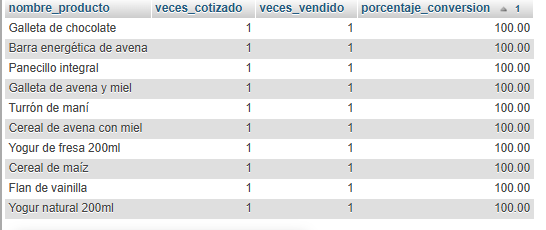 nombre_producto veces_cotizado veces_vendido porcentaje_conversion 1
Galleta de chocolate 1 1 100.00
Barra energética de avena 1 1 100.00
Panecillo integral 1 1 100.00
Galleta de avena y miel 1 1 100.00
Turrón de maní 1 1 100.00
Cereal de avena con miel 1 1 100.00
Yogur de fresa 200ml 1 1 100.00
Cereal de maíz 1 1 100.00
Flan de vainilla 1 1 100.00
Yogur natural 200ml 1 1 100.00